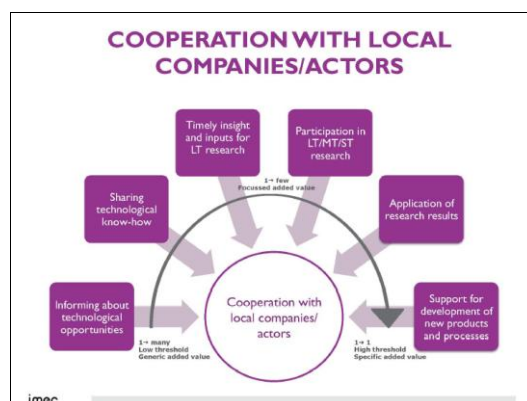 COOPERATION WITH LOCAL
COMPANIES/ACTORS
Timely insight
and inputs for
LT research
Participation in
LT/MT/ST
research
1→ few
Focussed added value
Sharing
technological
know-how
Application of
research results
Informing about
technological
opportunities
Cooperation with
local companies/
actors
Support for
development of
new products
and processes
1→ many
Low threshold
Generic added value
1→ 1
High threshold
Specific added value
imec